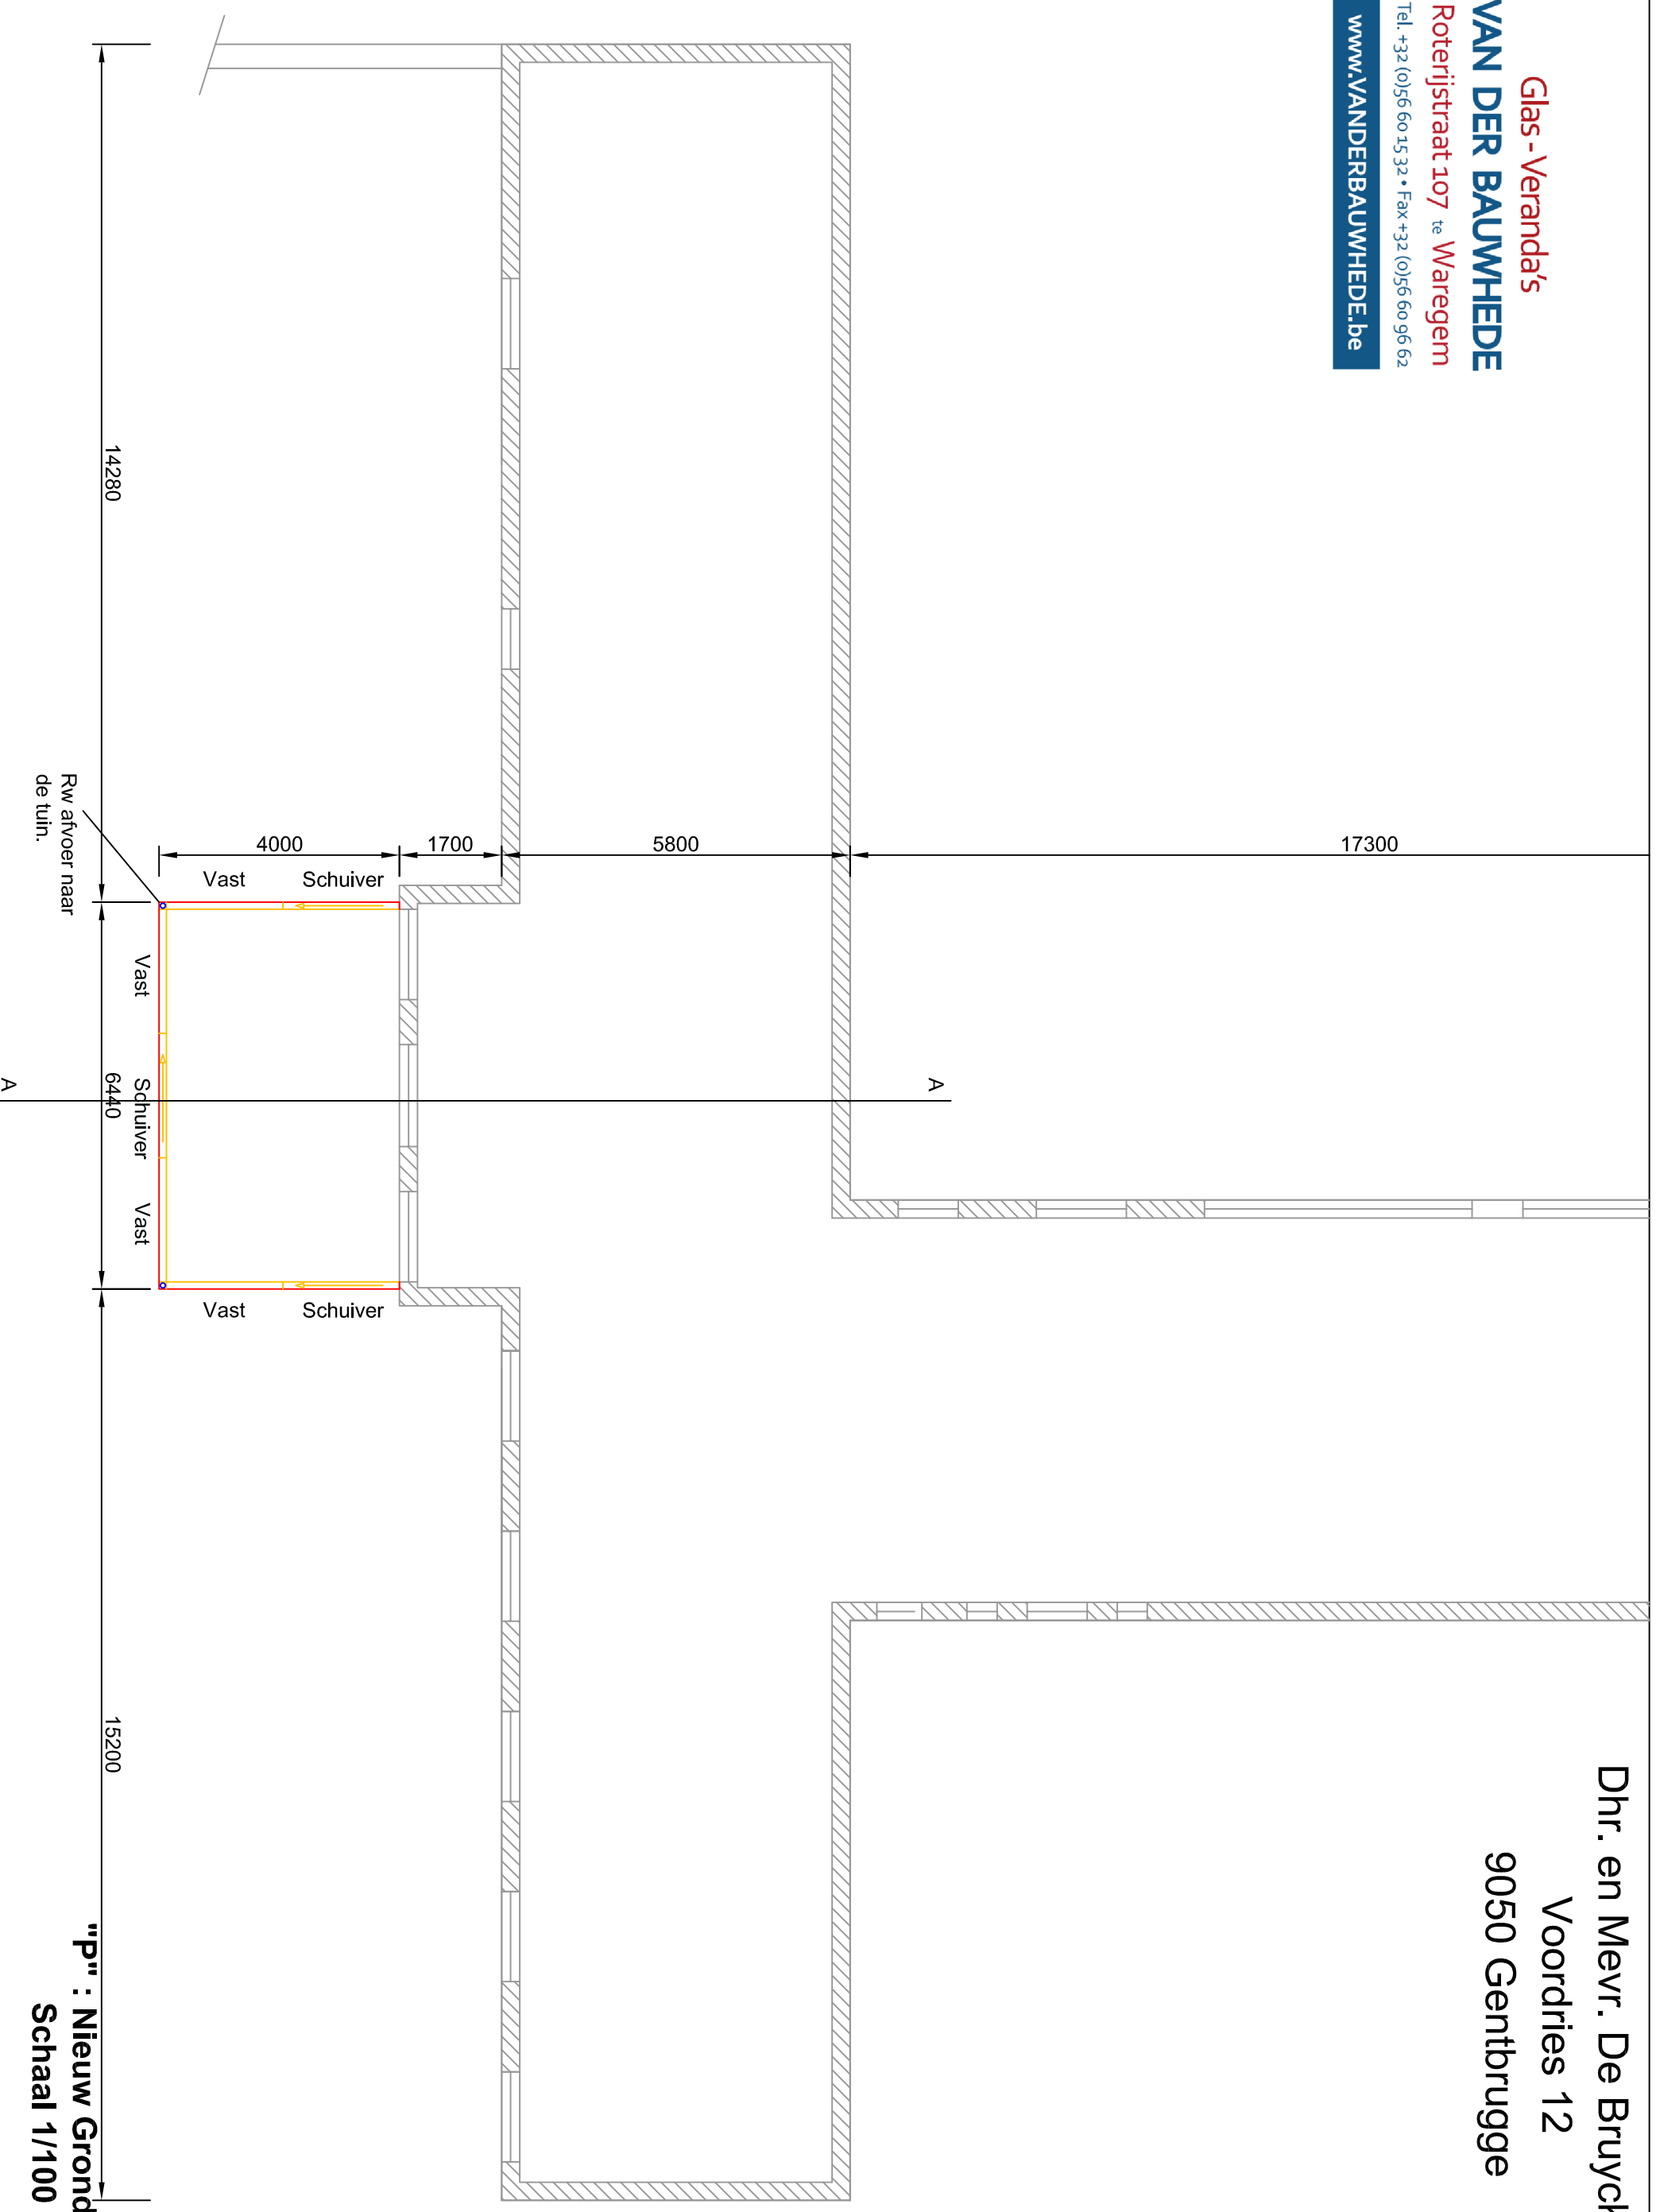 Glas - Veranda's
VAN DER BAUWHEDE
Roterijstraat 107 te Waregem
Tel. +32 (0)56 60 15 32 • Fax +32 (0)56 60 96 62
www.VANDERBAUWHEDE.be
Dhr. en Mevr. De Bruyck
Voordries 12
9050 Gentbrugge
17300
5800
1700
4000
A
A
Vast
Schuiver
Vast
Schuiver
Vast
Vast
Schuiver
14280
6440
15200
Rw afvoer naar
de tuin.
"P" : Nieuw Grond
Schaal 1/100